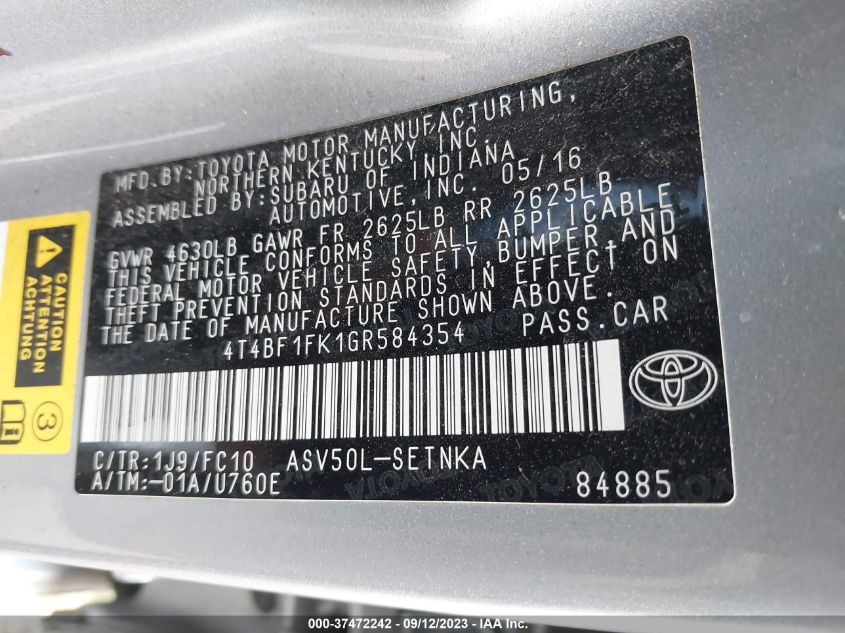 MFD.BY:TOYOTA MOTOR MANUFACTURING,
NORTHERN KENTUCKY INC.
ASSEMBLED BY:SUBARU OF INDIANA
AUTOMOTIVE,INC. 05/16
GVWR 4630LB GAWR FR 2625LB RR 2625LB
THIS VEHICLE CONFORMS TO ALL APPLICABLE
FEDERAL MOTOR VEHICLE SAFETY,BUMPER,AND
THEFT PREVENTION STANDARDS IN EFFECT ON
THE DATE OF MANUFACTURE SHOWN ABOVE.
4T4BF1FK1GR584354 PASS.CAR
C/TR:1J9/FC10 ASV50L-SETNKA
A/TM:-01A/U760E 84885
CAUTION
ATTENTION
ACHTUNG
3
000-37472242 - 09/12/2023 - IAA Inc.